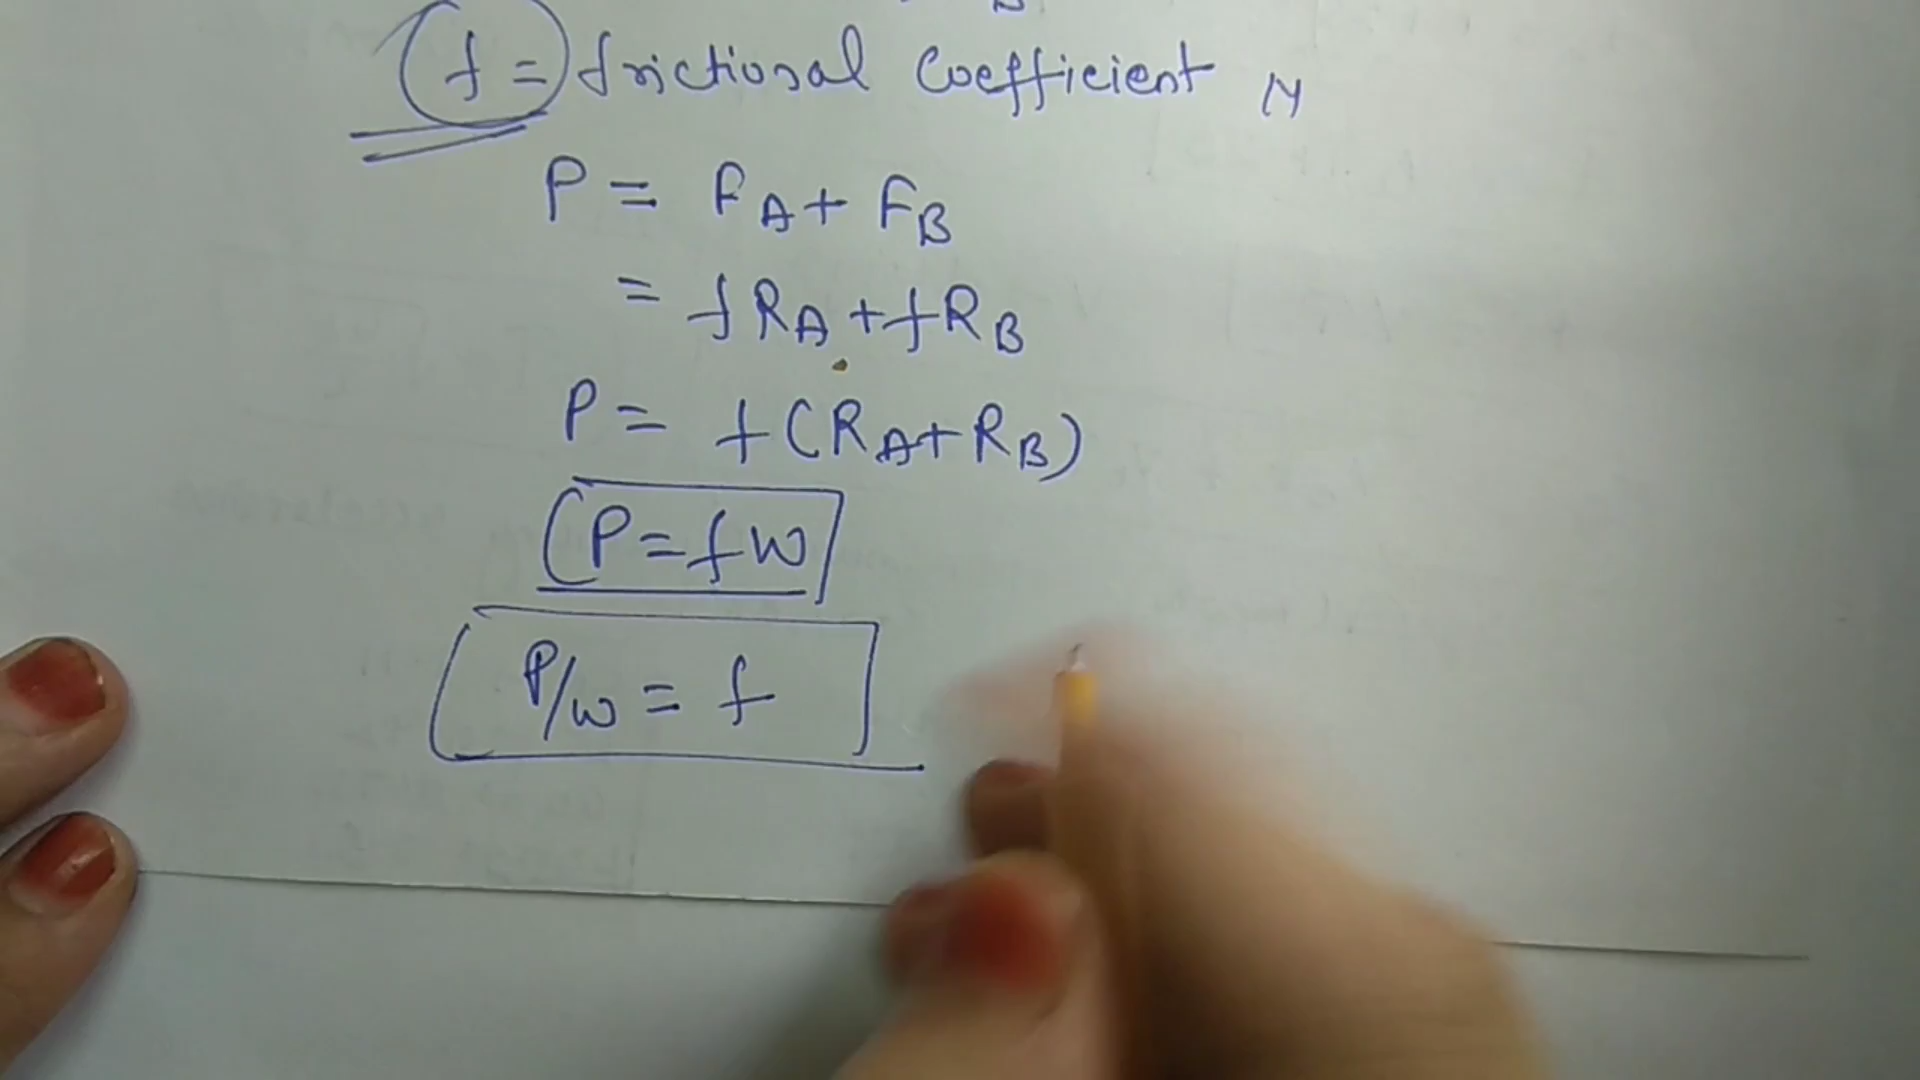 f = frictional Coefficient
P = FA + FB
= fRA + fRB
P = f(RA + RB)
P = fW
P/W = f